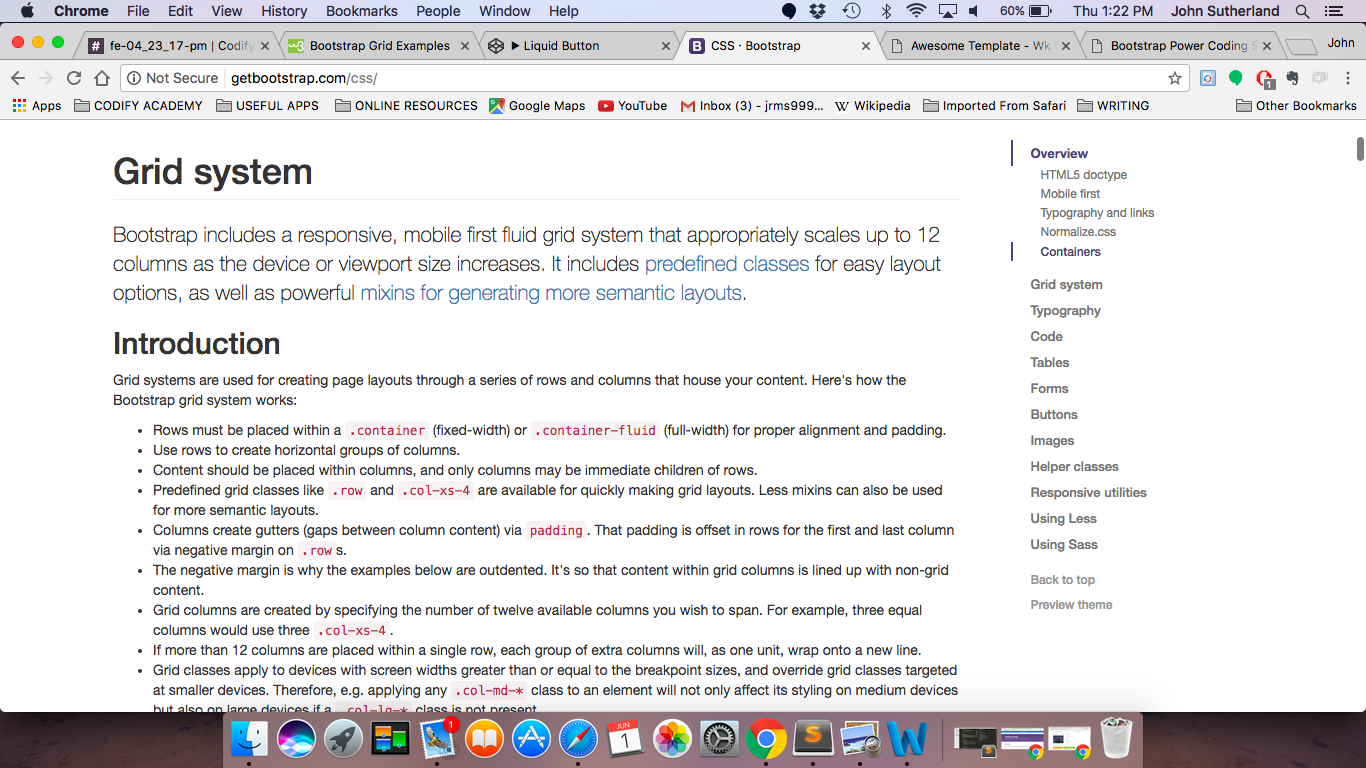 Chrome File Edit View History Bookmarks People Window Help 60% Thu 1:22 PM John Sutherland
# fe-04_23_17-pm | Codify Bootstrap Grid Examples Liquid Button CSS · Bootstrap Awesome Template - Wk Bootstrap Power Coding S John
Not Secure getbootstrap.com/css/ 1
Apps CODIFY ACADEMY USEFUL APPS ONLINE RESOURCES Google Maps YouTube Inbox (3) - jrms999... Wikipedia Imported From Safari WRITING Other Bookmarks
Grid system
Bootstrap includes a responsive, mobile first fluid grid system that appropriately scales up to 12
columns as the device or viewport size increases. It includes predefined classes for easy layout
options, as well as powerful mixins for generating more semantic layouts.
Introduction
Grid systems are used for creating page layouts through a series of rows and columns that house your content. Here's how the
Bootstrap grid system works:
• Rows must be placed within a .container (fixed-width) or .container-fluid (full-width) for proper alignment and padding.
• Use rows to create horizontal groups of columns.
• Content should be placed within columns, and only columns may be immediate children of rows.
• Predefined grid classes like .row and .col-xs-4 are available for quickly making grid layouts. Less mixins can also be used
for more semantic layouts.
• Columns create gutters (gaps between column content) via padding. That padding is offset in rows for the first and last column
via negative margin on .row s.
• The negative margin is why the examples below are outdented. It's so that content within grid columns is lined up with non-grid
content.
• Grid columns are created by specifying the number of twelve available columns you wish to span. For example, three equal
columns would use three .col-xs-4.
• If more than 12 columns are placed within a single row, each group of extra columns will, as one unit, wrap onto a new line.
• Grid classes apply to devices with screen widths greater than or equal to the breakpoint sizes, and override grid classes targeted
at smaller devices. Therefore, e.g. applying any .col-md-* class to an element will not only affect its styling on medium devices
but also on large devices if a .col-lg-* class is not present.
Overview
HTML5 doctype
Mobile first
Typography and links
Normalize.css
Containers
Grid system
Typography
Code
Tables
Forms
Buttons
Images
Helper classes
Responsive utilities
Using Less
Using Sass
Back to top
Preview theme
1
JUN
1